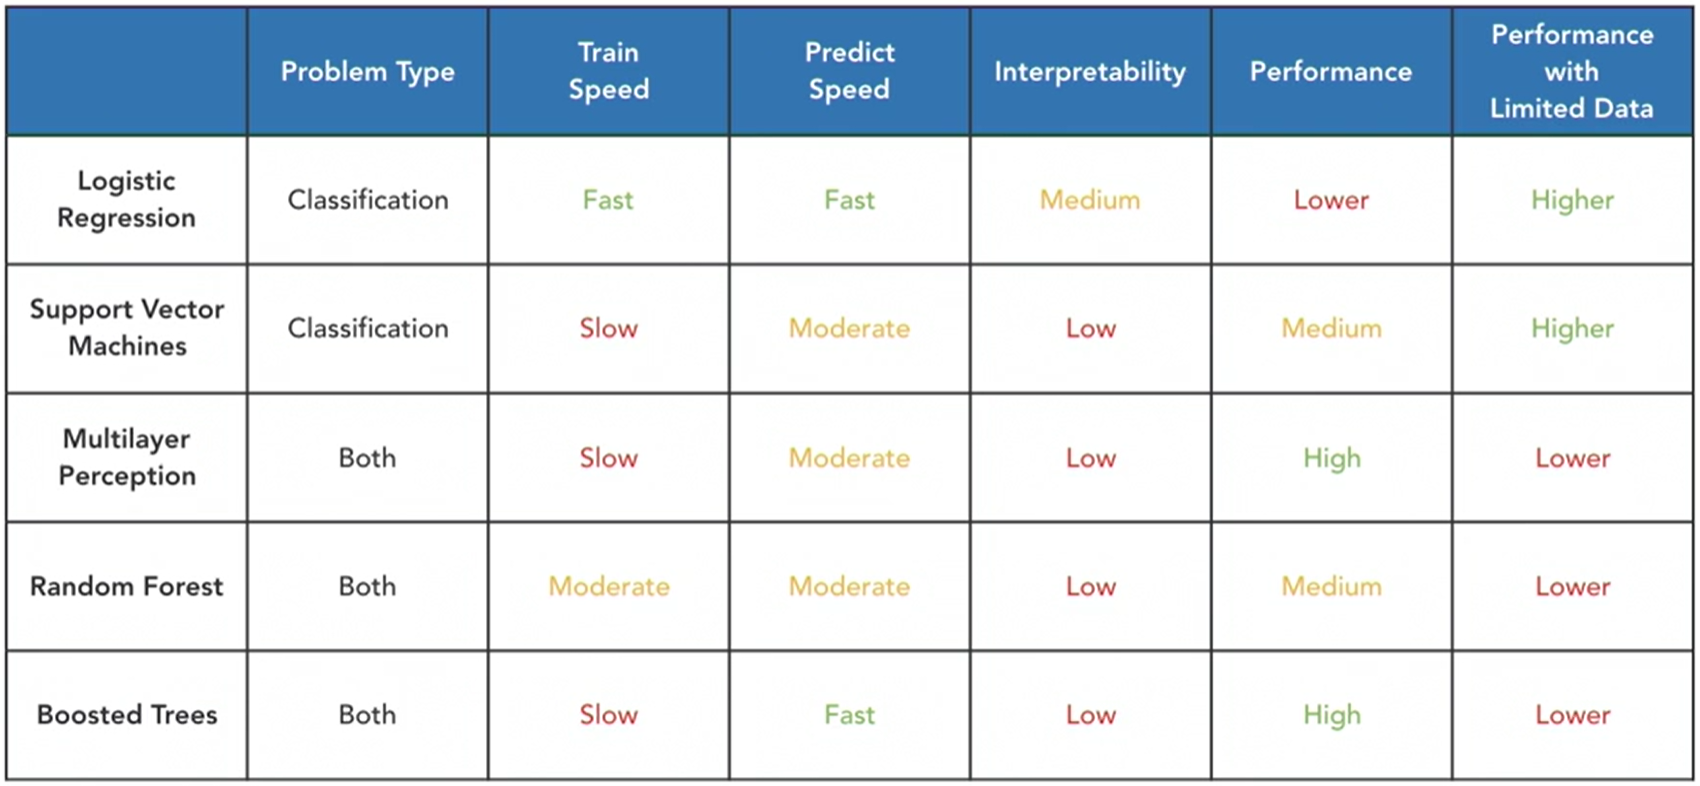 Problem Type
Train
Speed
Predict
Speed
Interpretability
Performance
Performance
with
Limited Data
Logistic
Regression
Classification
Fast
Fast
Medium
Lower
Higher
Support Vector
Machines
Classification
Slow
Moderate
Low
Medium
Higher
Multilayer
Perception
Both
Slow
Moderate
Low
High
Lower
Random Forest
Both
Moderate
Moderate
Low
Medium
Lower
Boosted Trees
Both
Slow
Fast
Low
High
Lower